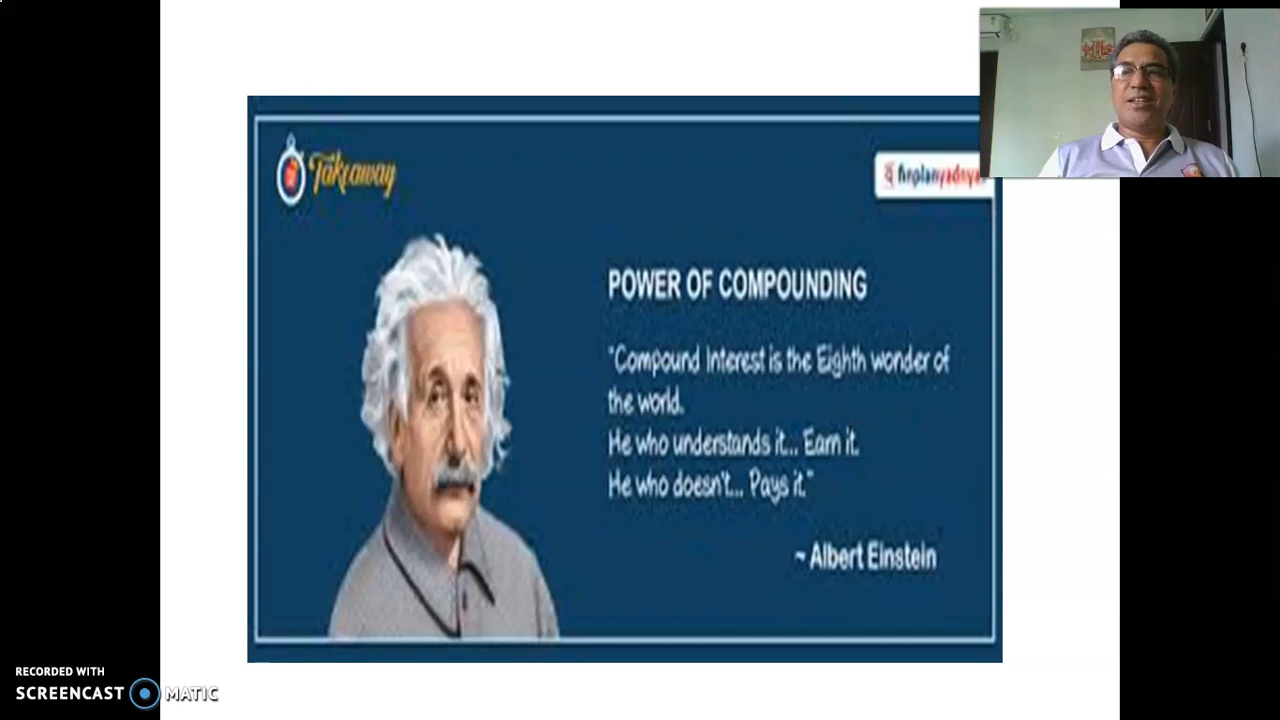 Takeaway
finplanyadnya
POWER OF COMPOUNDING
"Compound Interest is the Eighth wonder of
the world.
He who understands it... Earn it.
He who doesn't... Pays it."
~ Albert Einstein
RECORDED WITH
SCREENCAST MATIC